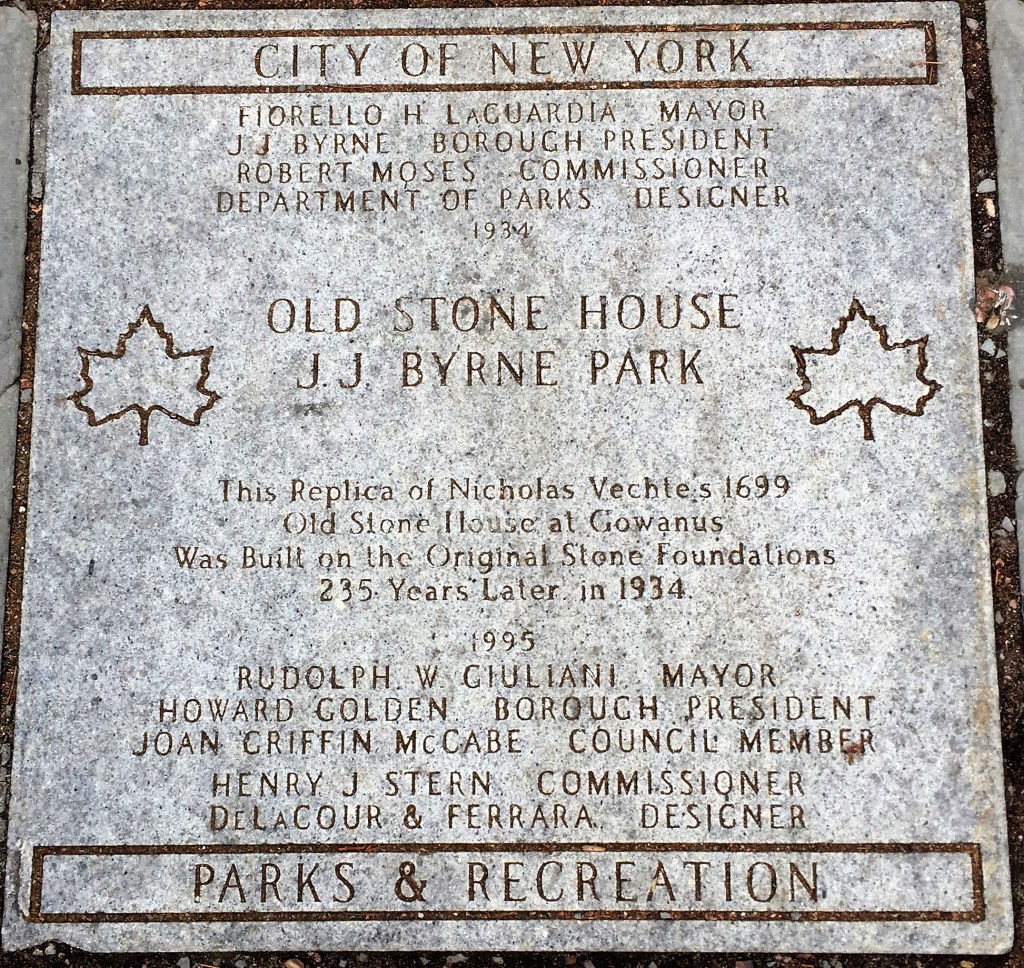 CITY OF NEW YORK
FIORELLO H LAGUARDIA MAYOR
J J BYRNE BOROUGH PRESIDENT
ROBERT MOSES COMMISSIONER
DEPARTMENT OF PARKS DESIGNER
1934
OLD STONE HOUSE
J.J BYRNE PARK
This Replica of Nicholas Vechte's 1699
Old Stone House at Gowanus
Was Built on the Original Stone Foundations
235 Years Later in 1934.
1995
RUDOLPH W GIULIANI MAYOR
HOWARD GOLDEN BOROUGH PRESIDENT
JOAN GRIFFIN McCABE COUNCIL MEMBER
HENRY J STERN COMMISSIONER
DELACOUR & FERRARA DESIGNER
PARKS & RECREATION